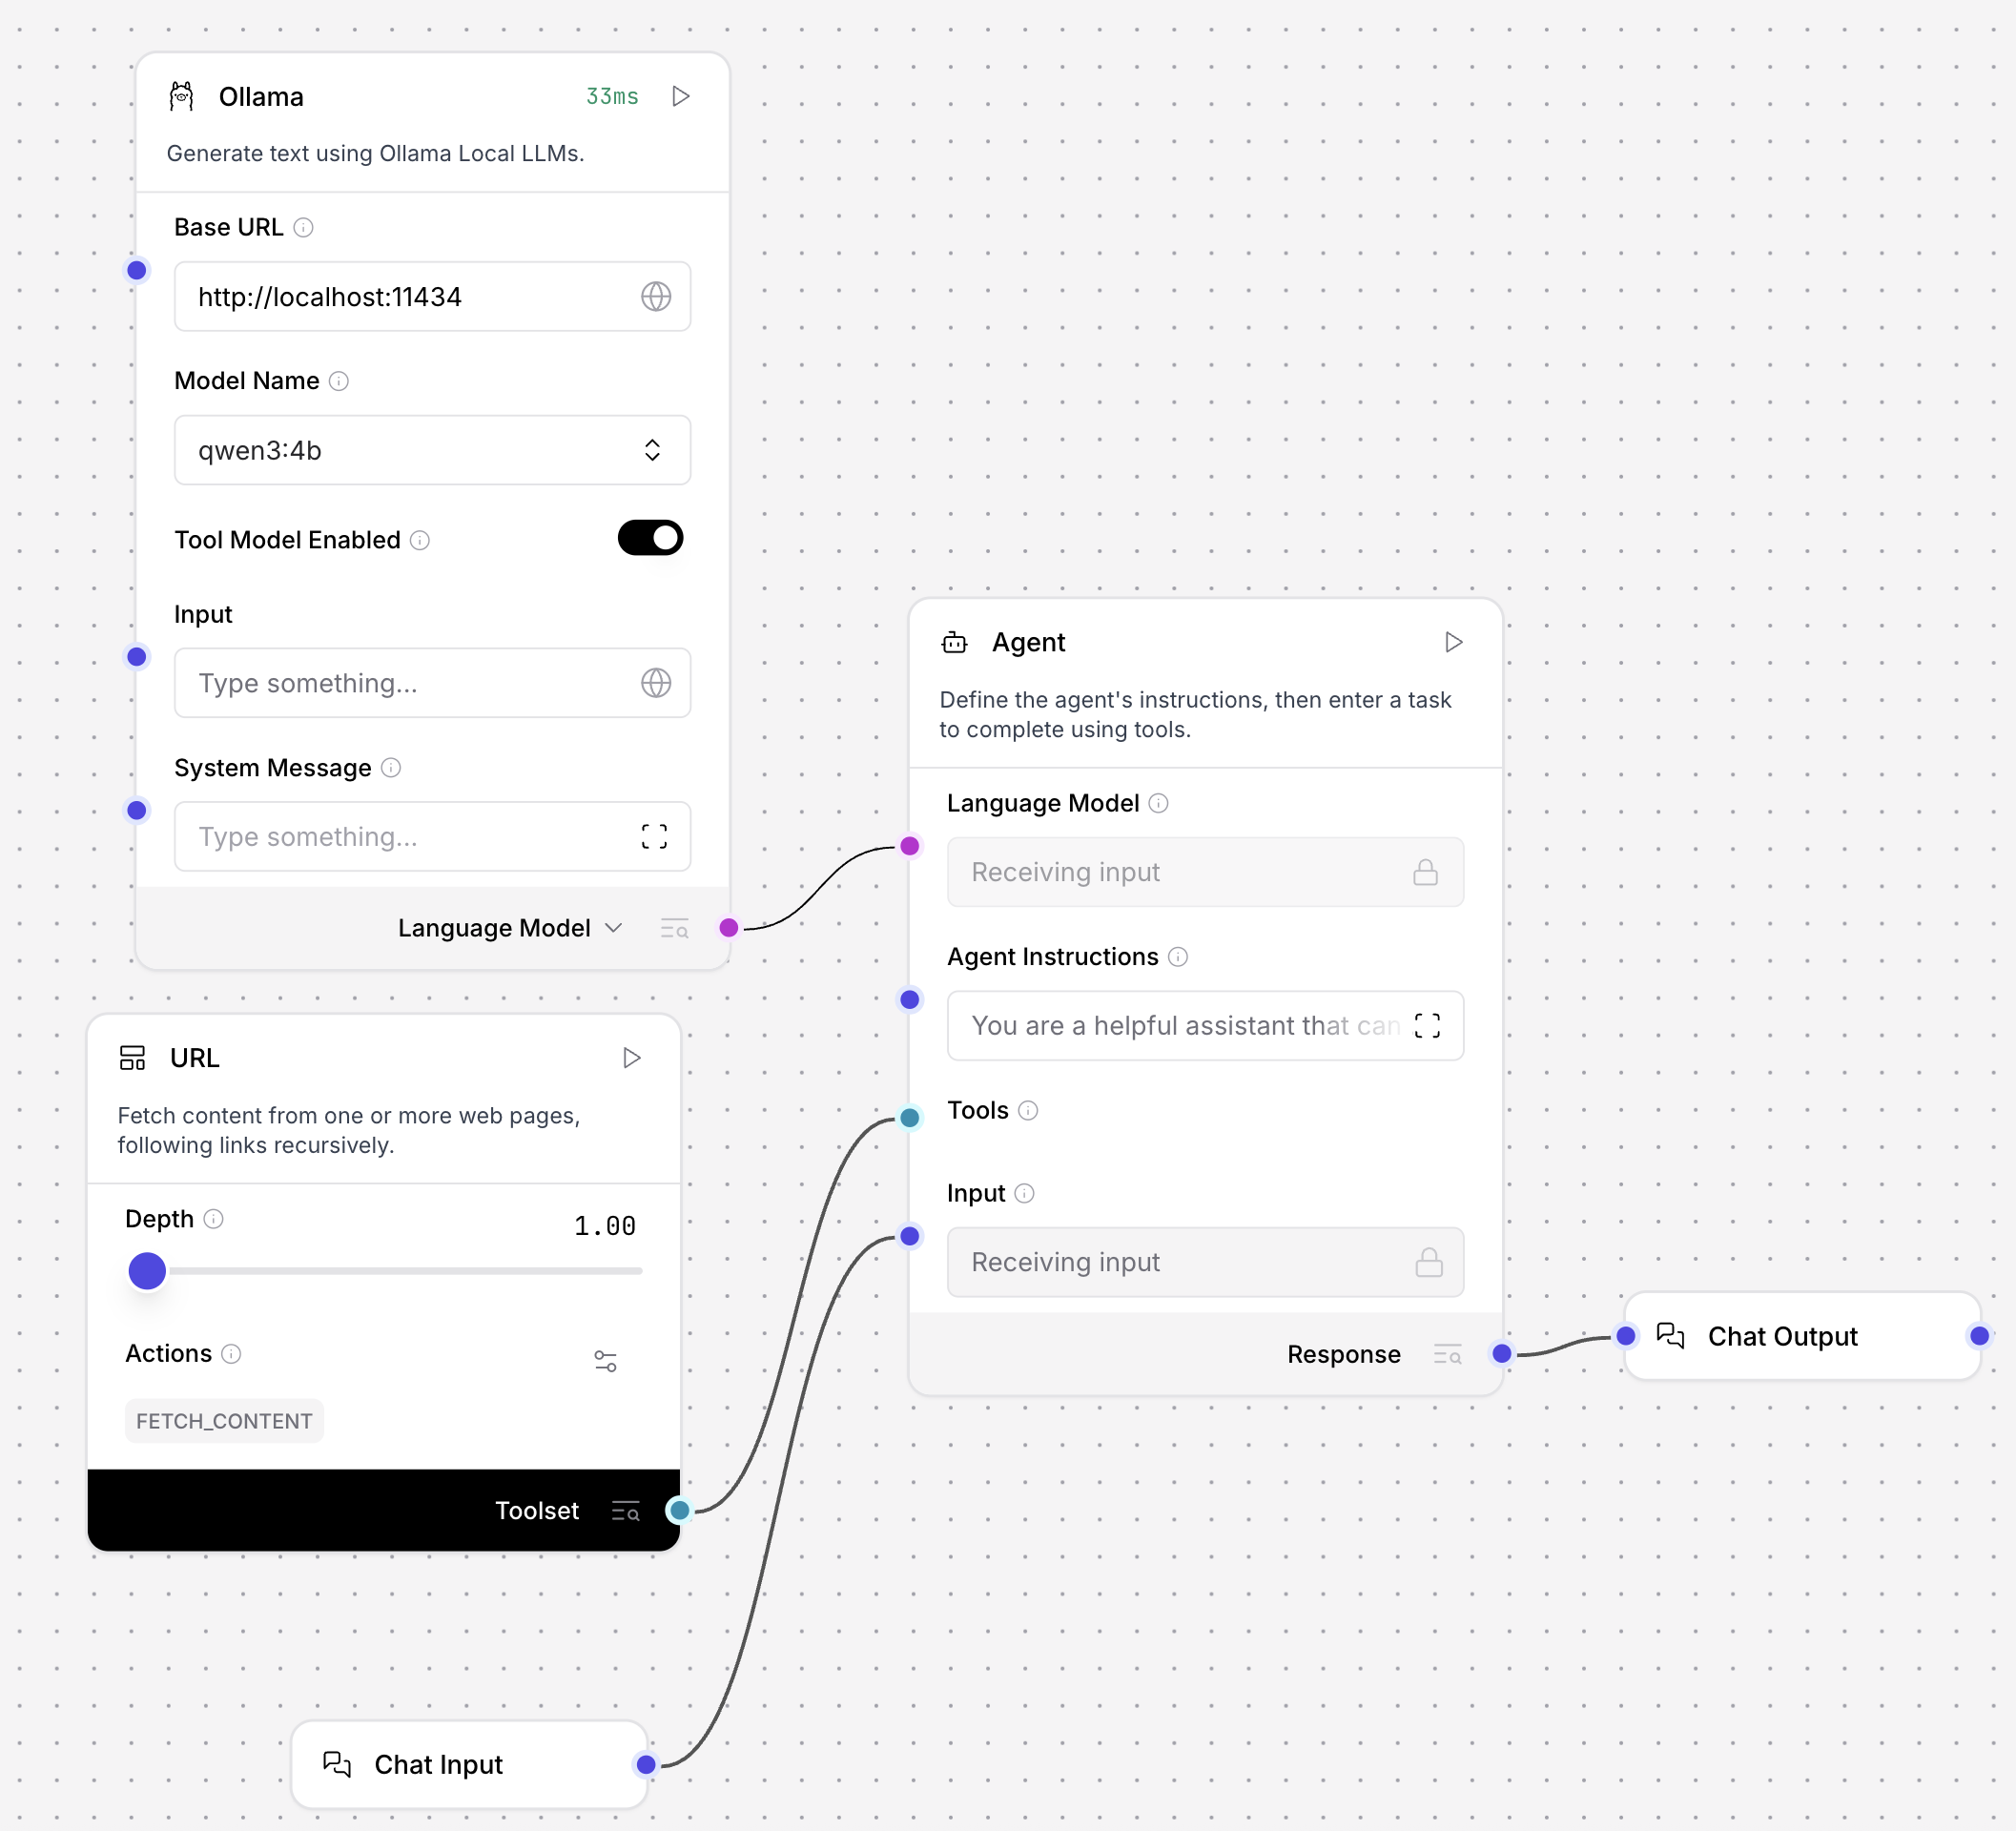 Ollama
33ms
Generate text using Ollama Local LLMs.
Base URL
http://localhost:11434
Model Name
qwen3:4b
Tool Model Enabled
Input
Type something...
System Message
Type something...
Language Model
URL
Fetch content from one or more web pages,
following links recursively.
Depth
1.00
Actions
FETCH_CONTENT
Toolset
Chat Input
Agent
Define the agent's instructions, then enter a task
to complete using tools.
Language Model
Receiving input
Agent Instructions
You are a helpful assistant that can
Tools
Input
Receiving input
Response
Chat Output